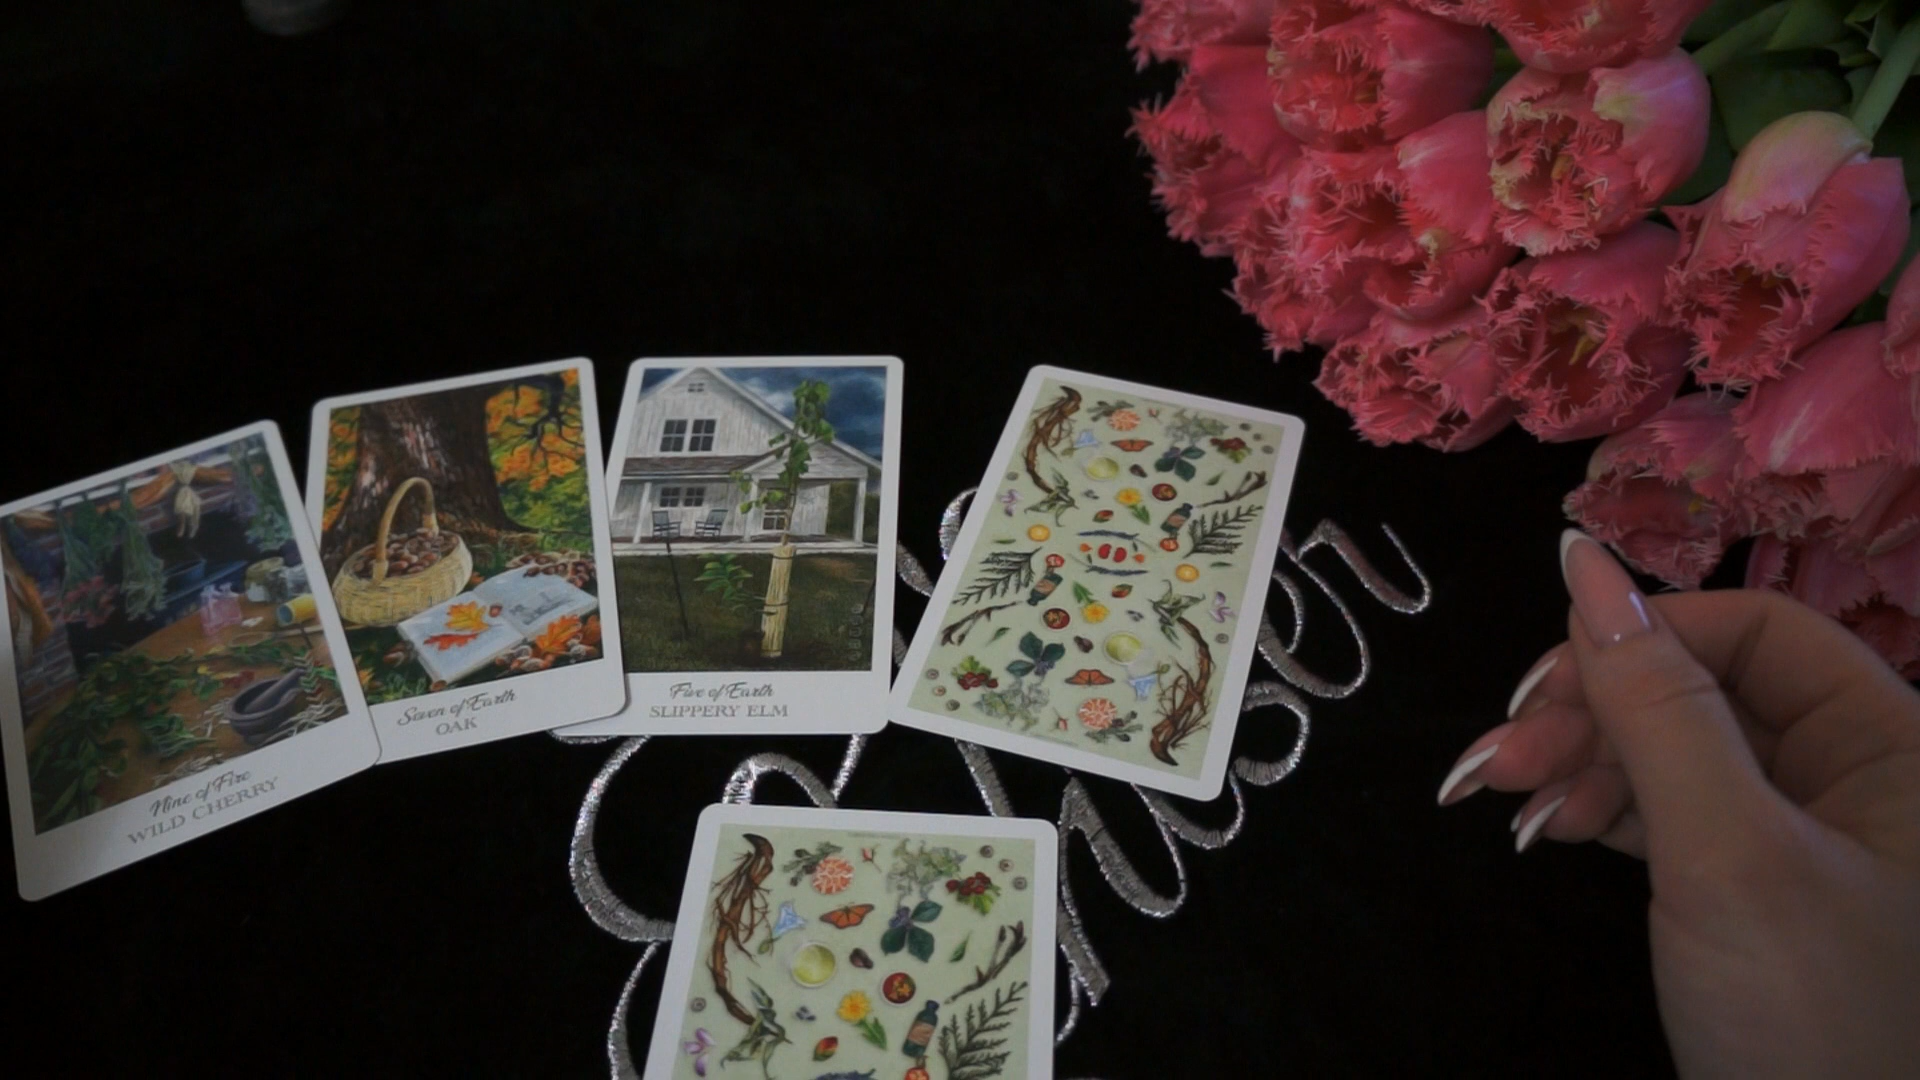 Nine of Fire
WILD CHERRY
Seven of Earth
OAK
Five of Earth
SLIPPERY ELM